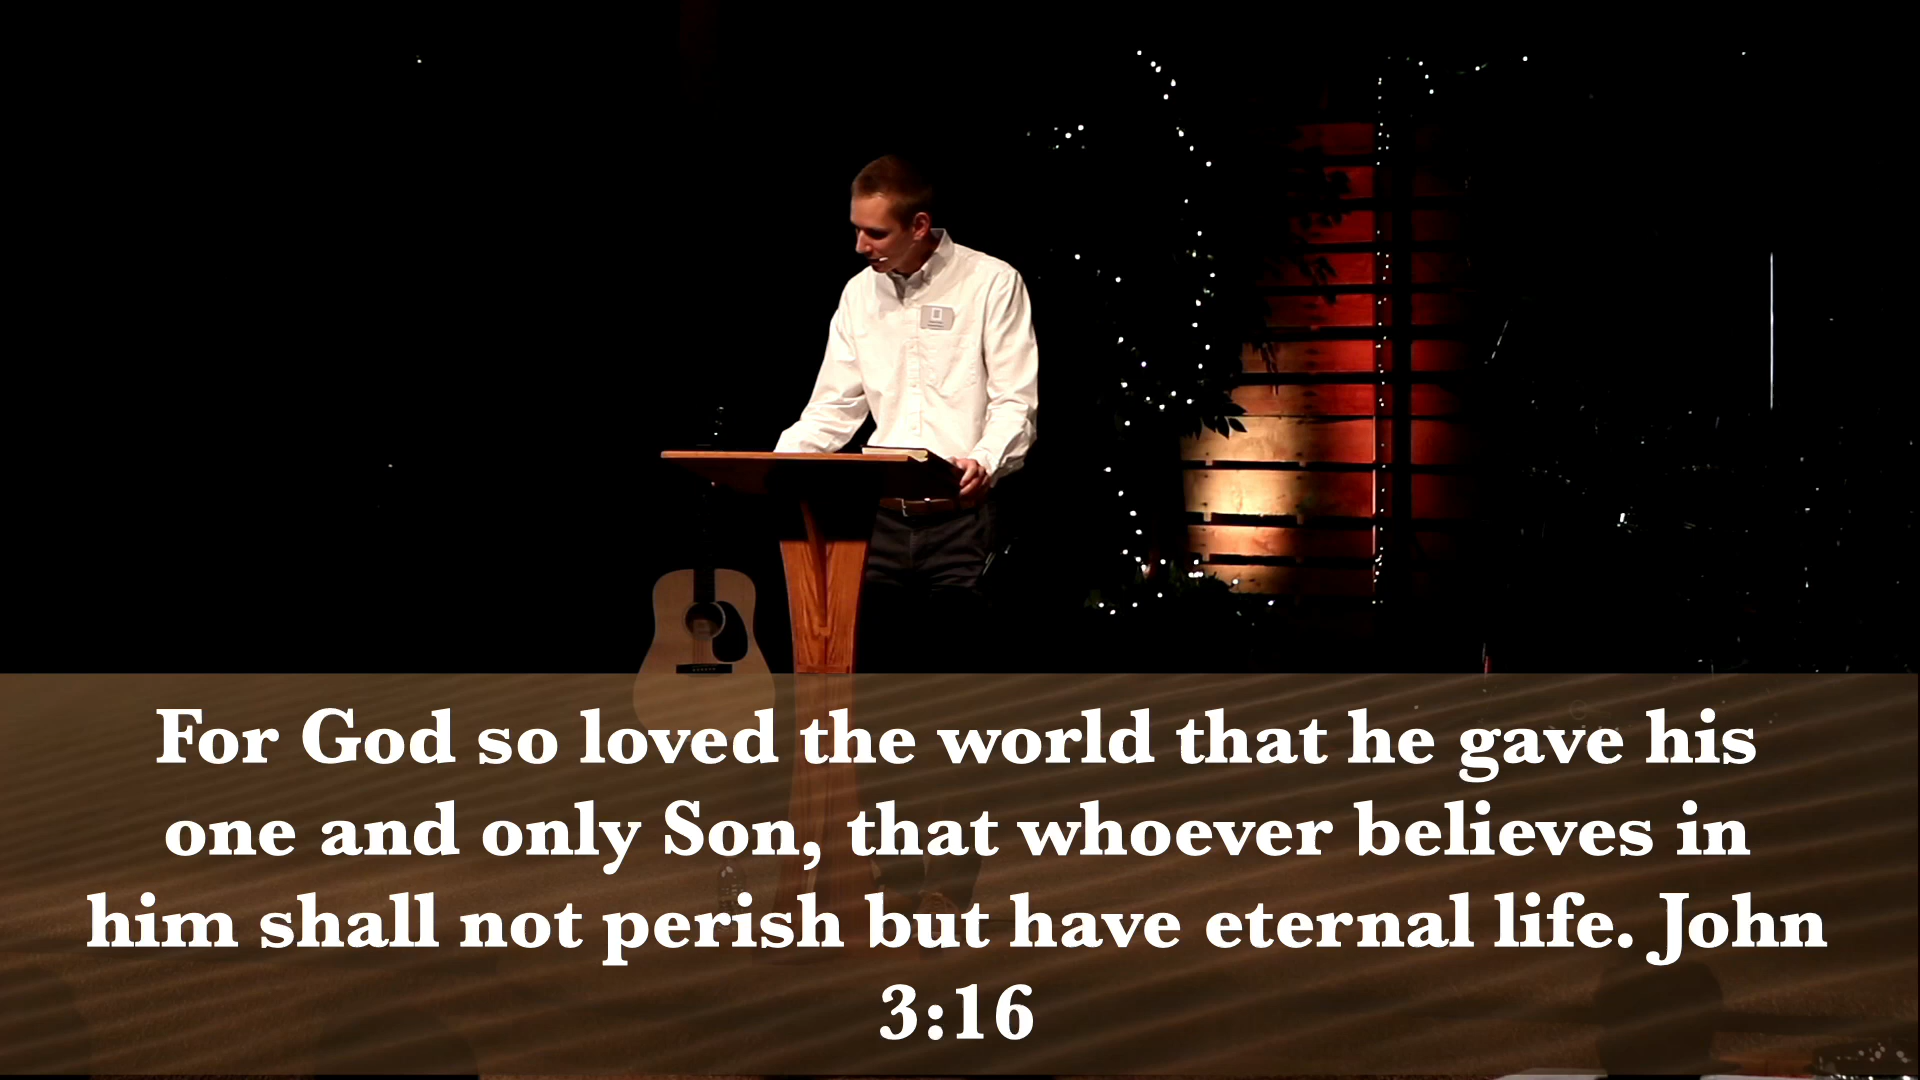 For God so loved the world that he gave his
one and only Son, that whoever believes in
him shall not perish but have eternal life. John
3:16